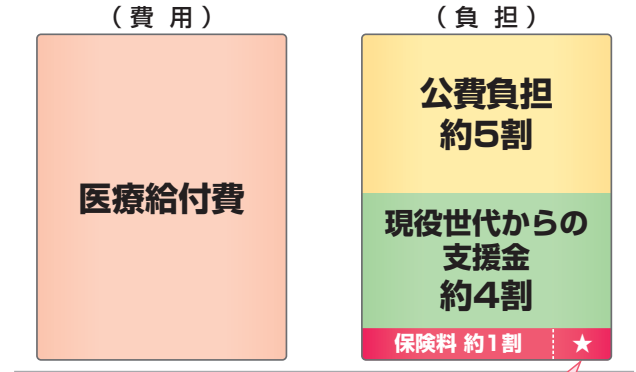 （費 用）
医療給付費
（負 担）
公費負担
約5割
現役世代からの
支援金
約4割
保険料 約1割 ★